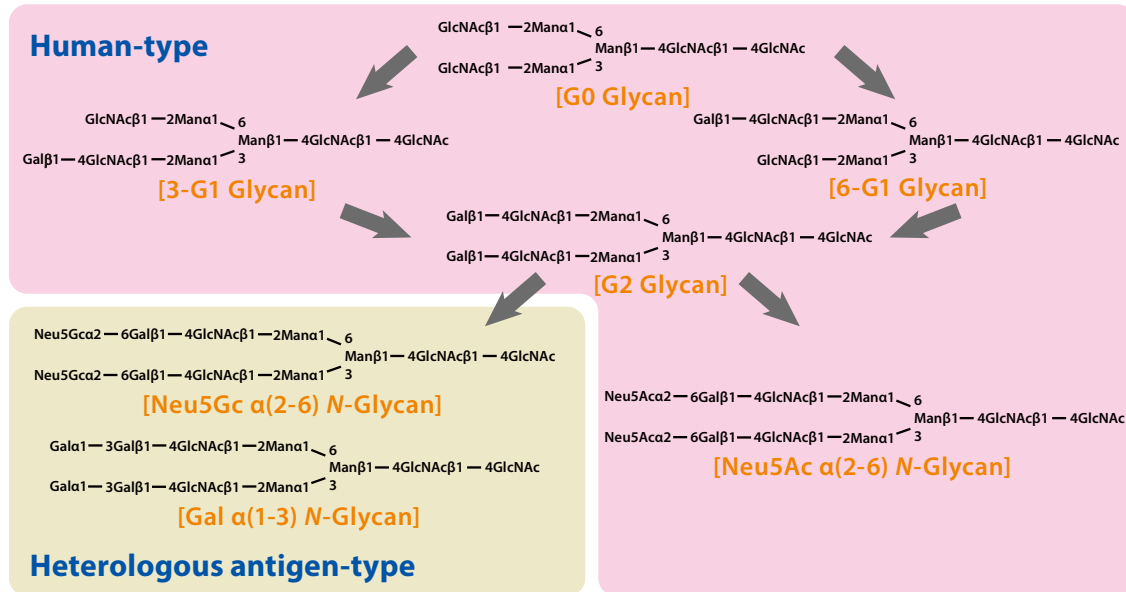 Human-type
GlcNAcβ1 — 2Manα1 6
Manβ1 — 4GlcNAcβ1 — 4GlcNAc
GlcNAcβ1 — 2Manα1 3
[G0 Glycan]
GlcNAcβ1 — 2Manα1 6
Manβ1 — 4GlcNAcβ1 — 4GlcNAc
Galβ1 — 4GlcNAcβ1 — 2Manα1 3
[3-G1 Glycan]
Galβ1 — 4GlcNAcβ1 — 2Manα1 6
Manβ1 — 4GlcNAcβ1 — 4GlcNAc
GlcNAcβ1 — 2Manα1 3
[6-G1 Glycan]
Galβ1 — 4GlcNAcβ1 — 2Manα1 6
Manβ1 — 4GlcNAcβ1 — 4GlcNAc
Galβ1 — 4GlcNAcβ1 — 2Manα1 3
[G2 Glycan]
Neu5Gcα2 — 6Galβ1 — 4GlcNAcβ1 — 2Manα1 6
Manβ1 — 4GlcNAcβ1 — 4GlcNAc
Neu5Gcα2 — 6Galβ1 — 4GlcNAcβ1 — 2Manα1 3
[Neu5Gc α(2-6) N-Glycan]
Galα1 — 3Galβ1 — 4GlcNAcβ1 — 2Manα1 6
Manβ1 — 4GlcNAcβ1 — 4GlcNAc
Galα1 — 3Galβ1 — 4GlcNAcβ1 — 2Manα1 3
[Gal α(1-3) N-Glycan]
Heterologous antigen-type
Neu5Acα2 — 6Galβ1 — 4GlcNAcβ1 — 2Manα1 6
Manβ1 — 4GlcNAcβ1 — 4GlcNAc
Neu5Acα2 — 6Galβ1 — 4GlcNAcβ1 — 2Manα1 3
[Neu5Ac α(2-6) N-Glycan]